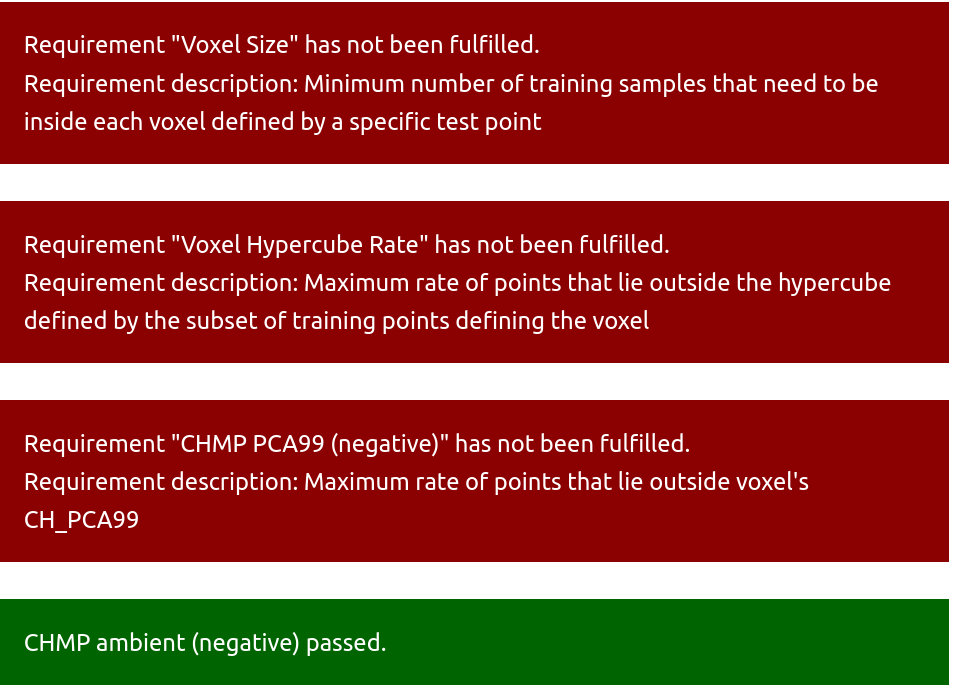 Requirement "Voxel Size" has not been fulfilled.
Requirement description: Minimum number of training samples that need to be
inside each voxel defined by a specific test point
Requirement "Voxel Hypercube Rate" has not been fulfilled.
Requirement description: Maximum rate of points that lie outside the hypercube
defined by the subset of training points defining the voxel
Requirement "CHMP PCA99 (negative)" has not been fulfilled.
Requirement description: Maximum rate of points that lie outside voxel's
CH_PCA99
CHMP ambient (negative) passed.